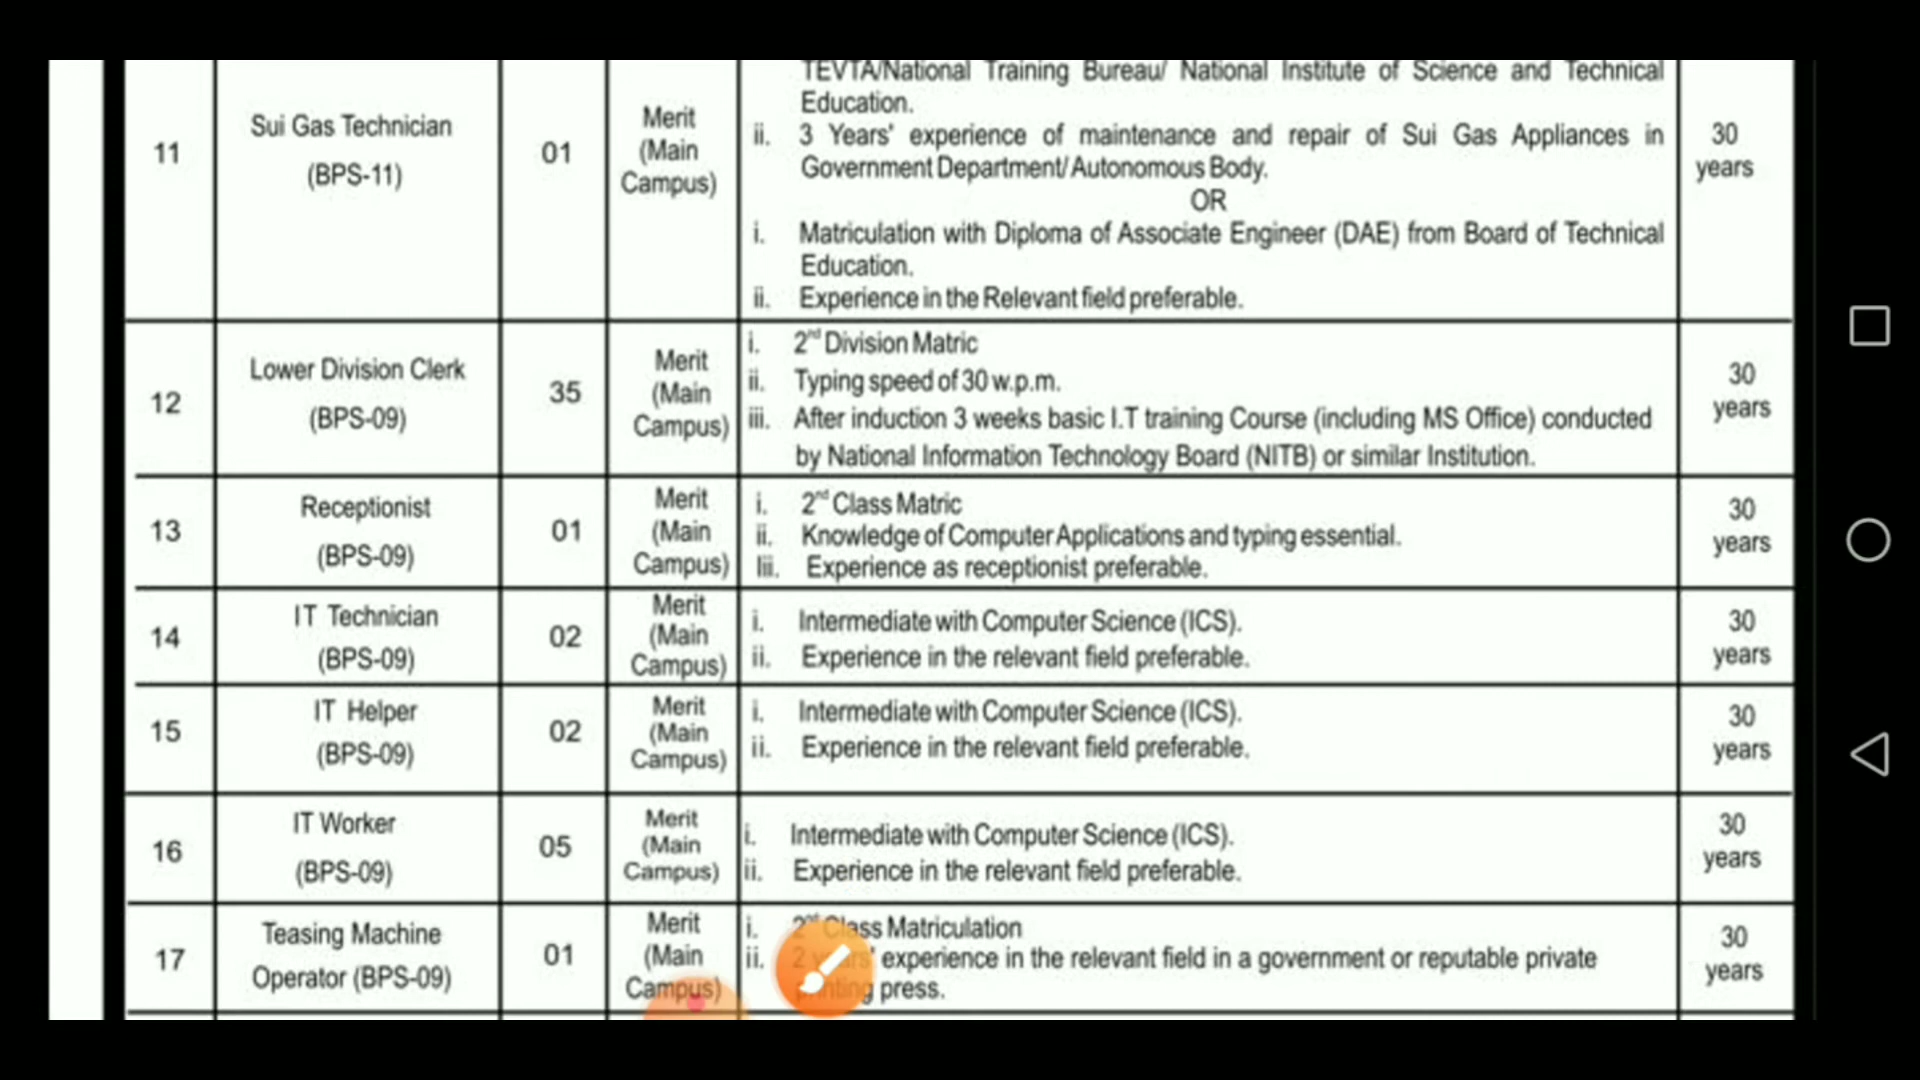 TEVTA/National Training Bureau/ National Institute of Science and Technical
Education.
11
Sui Gas Technician
(BPS-11)
01
Merit
(Main
Campus)
ii. 3 Years' experience of maintenance and repair of Sui Gas Appliances in
Government Department/ Autonomous Body.
OR
i. Matriculation with Diploma of Associate Engineer (DAE) from Board of Technical
Education.
ii. Experience in the Relevant field preferable.
30
years
12
Lower Division Clerk
(BPS-09)
35
Merit
(Main
Campus)
i. 2nd Division Matric
ii. Typing speed of 30 w.p.m.
iii. After induction 3 weeks basic I.T training Course (including MS Office) conducted
by National Information Technology Board (NITB) or similar Institution.
30
years
13
Receptionist
(BPS-09)
01
Merit
(Main
Campus)
i. 2nd Class Matric
ii. Knowledge of Computer Applications and typing essential.
Iii. Experience as receptionist preferable.
30
years
14
IT Technician
(BPS-09)
02
Merit
(Main
Campus)
i. Intermediate with Computer Science (ICS).
ii. Experience in the relevant field preferable.
30
years
15
IT Helper
(BPS-09)
02
Merit
(Main
Campus)
i. Intermediate with Computer Science (ICS).
ii. Experience in the relevant field preferable.
30
years
16
IT Worker
(BPS-09)
05
Merit
(Main
Campus)
i. Intermediate with Computer Science (ICS).
ii. Experience in the relevant field preferable.
30
years
17
Teasing Machine
Operator (BPS-09)
01
Merit
(Main
Campus)
i. 2nd Class Matriculation
ii. 2 years' experience in the relevant field in a government or reputable private
printing press.
30
years